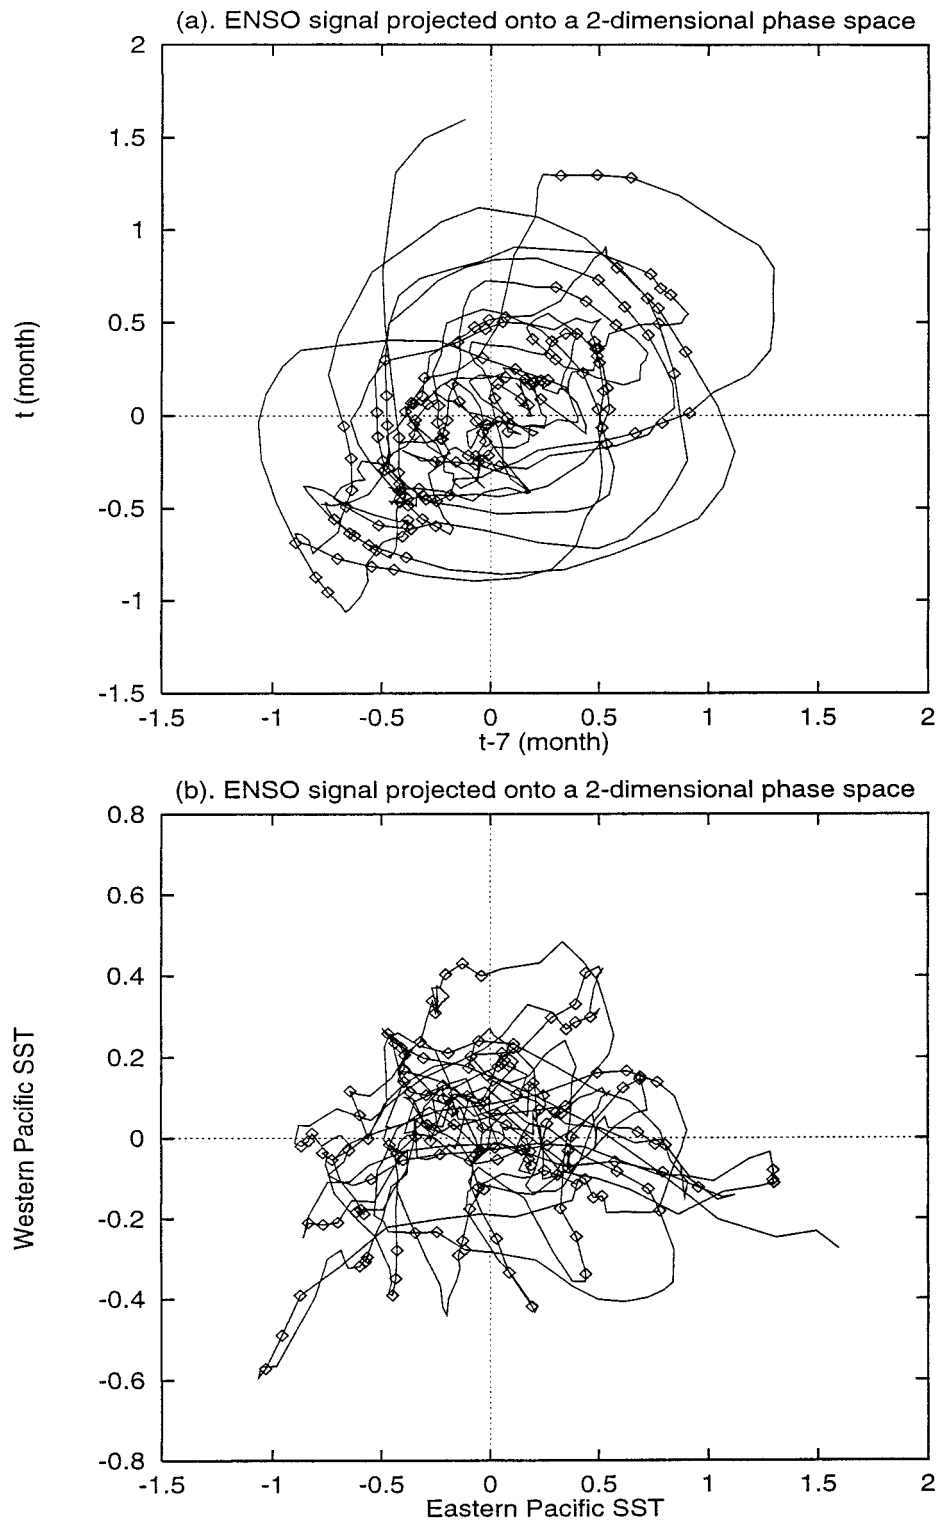 (a). ENSO signal projected onto a 2-dimensional phase space
2
1.5
1
0.5
0
-0.5
-1
-1.5
t (month)
-1.5 -1 -0.5 0 0.5 1 1.5 2
t-7 (month)
(b). ENSO signal projected onto a 2-dimensional phase space
0.8
0.6
0.4
0.2
0
-0.2
-0.4
-0.6
-0.8
Western Pacific SST
-1.5 -1 -0.5 0 0.5 1 1.5 2
Eastern Pacific SST